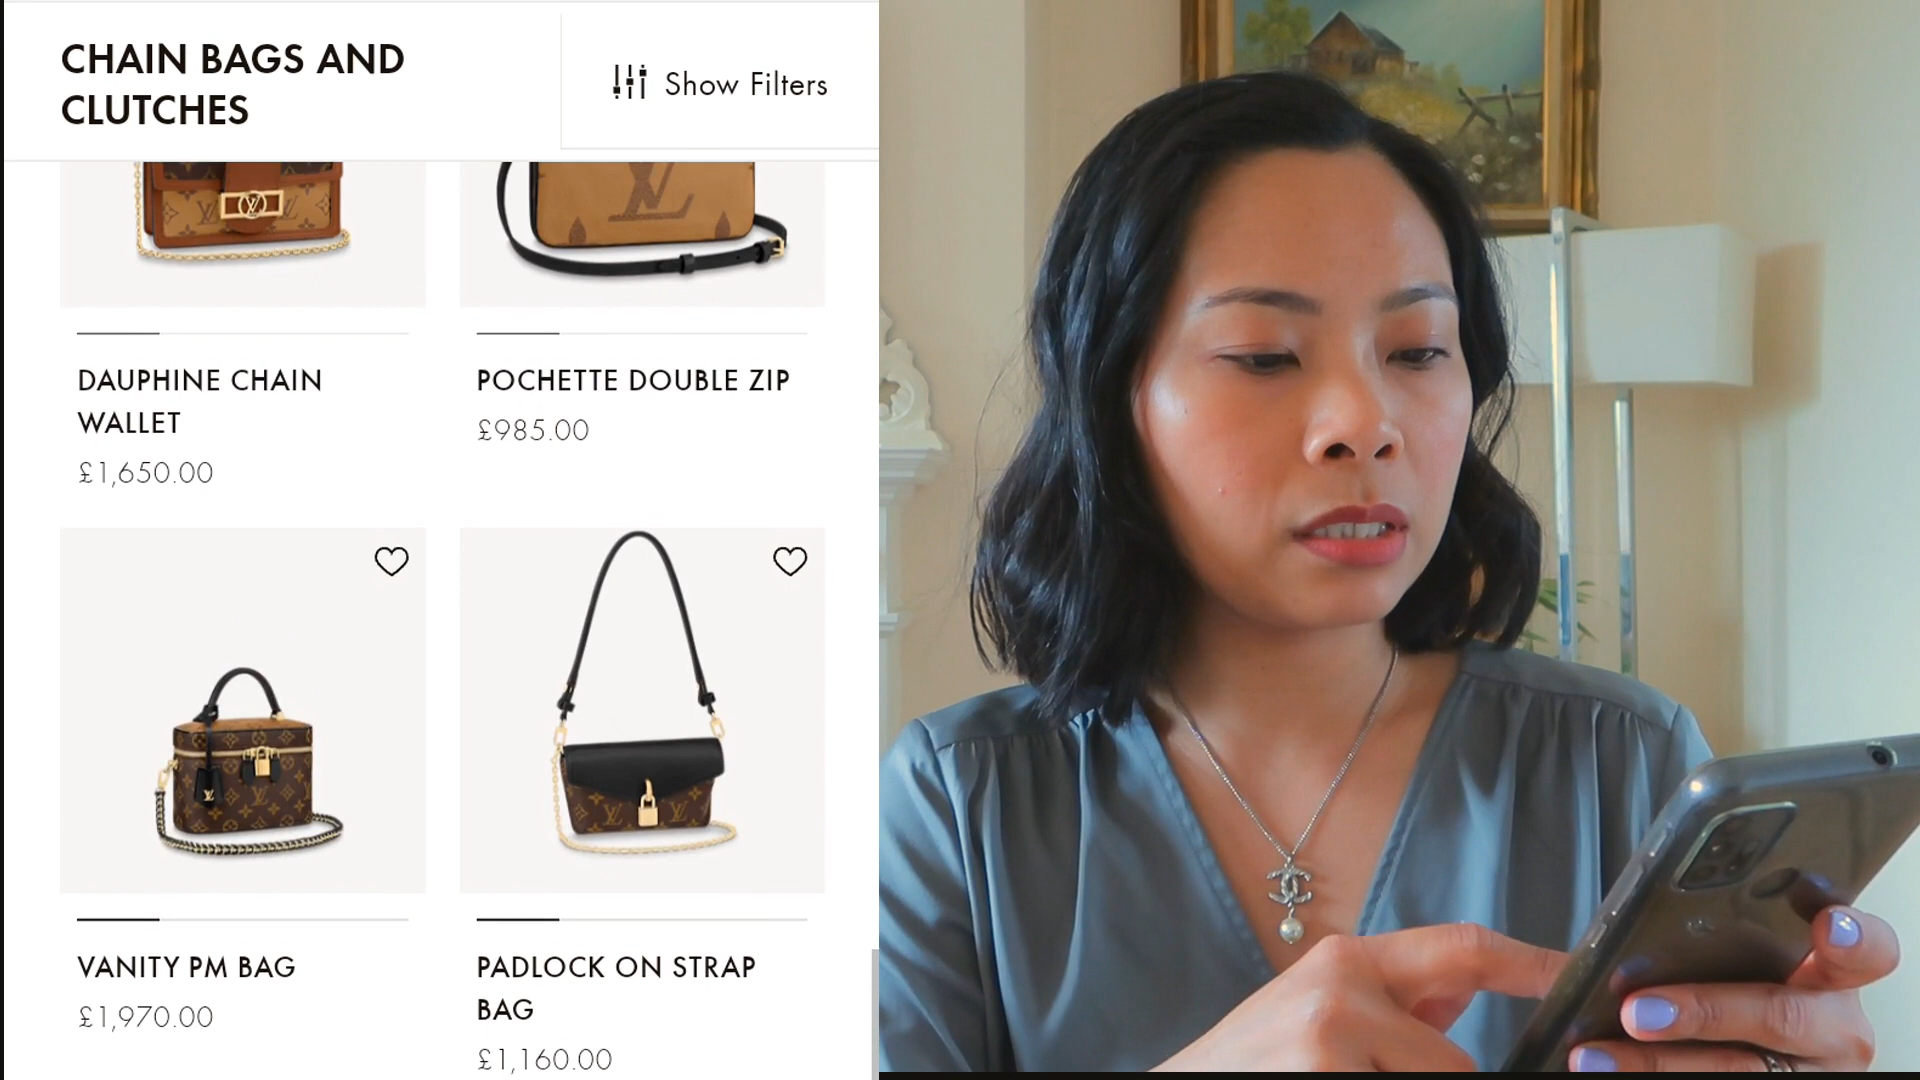 CHAIN BAGS AND
CLUTCHES
Show Filters
DAUPHINE CHAIN
WALLET
£1,650.00
POCHETTE DOUBLE ZIP
£985.00
VANITY PM BAG
£1,970.00
PADLOCK ON STRAP
BAG
£1,160.00